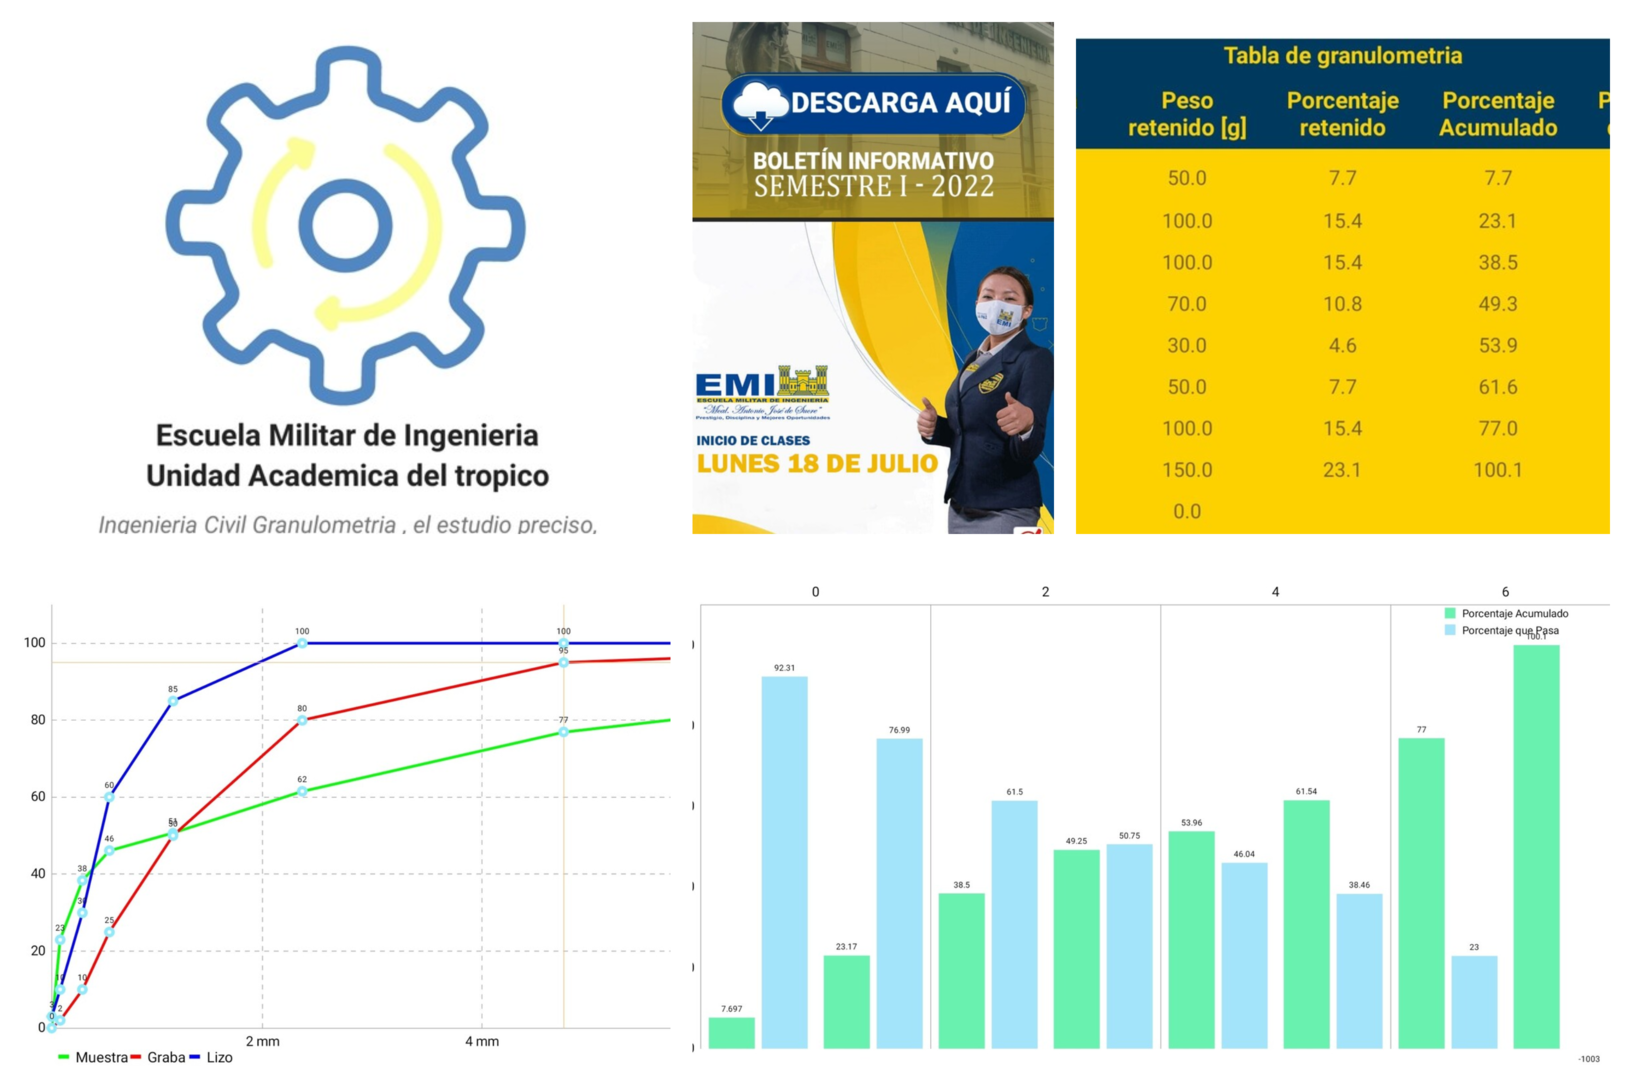 Escuela Militar de Ingenieria
Unidad Academica del tropico
Ingenieria Civil Granulometria , el estudio preciso,
DE INGENIERIA
DESCARGA AQUÍ
BOLETÍN INFORMATIVO
SEMESTRE I - 2022
EMI
EMI
ESCUELA MILITAR DE INGENIERIA
"Mcal. Antonio José de Sucre"
Prestigio, Disciplina y Mejores Oportunidades
INICIO DE CLASES
LUNES 18 DE JULIO
Tabla de granulometria
Peso retenido [g] Porcentaje retenido Porcentaje Acumulado
50.0 7.7 7.7
100.0 15.4 23.1
100.0 15.4 38.5
70.0 10.8 49.3
30.0 4.6 53.9
50.0 7.7 61.6
100.0 15.4 77.0
150.0 23.1 100.1
0.0
100
80
60
40
20
0
2 mm 4 mm
100 100
95
85
80
77
62
60
51
50
46
38
25
23
10
2
3
0
Muestra Graba Lizo
0 2 4 6
Porcentaje Acumulado
Porcentaje que Pasa
100.1
92.31
76.99
77
61.5
61.54
53.96
49.25
50.75
46.04
38.5
38.46
23.17
23
7.697
-1003